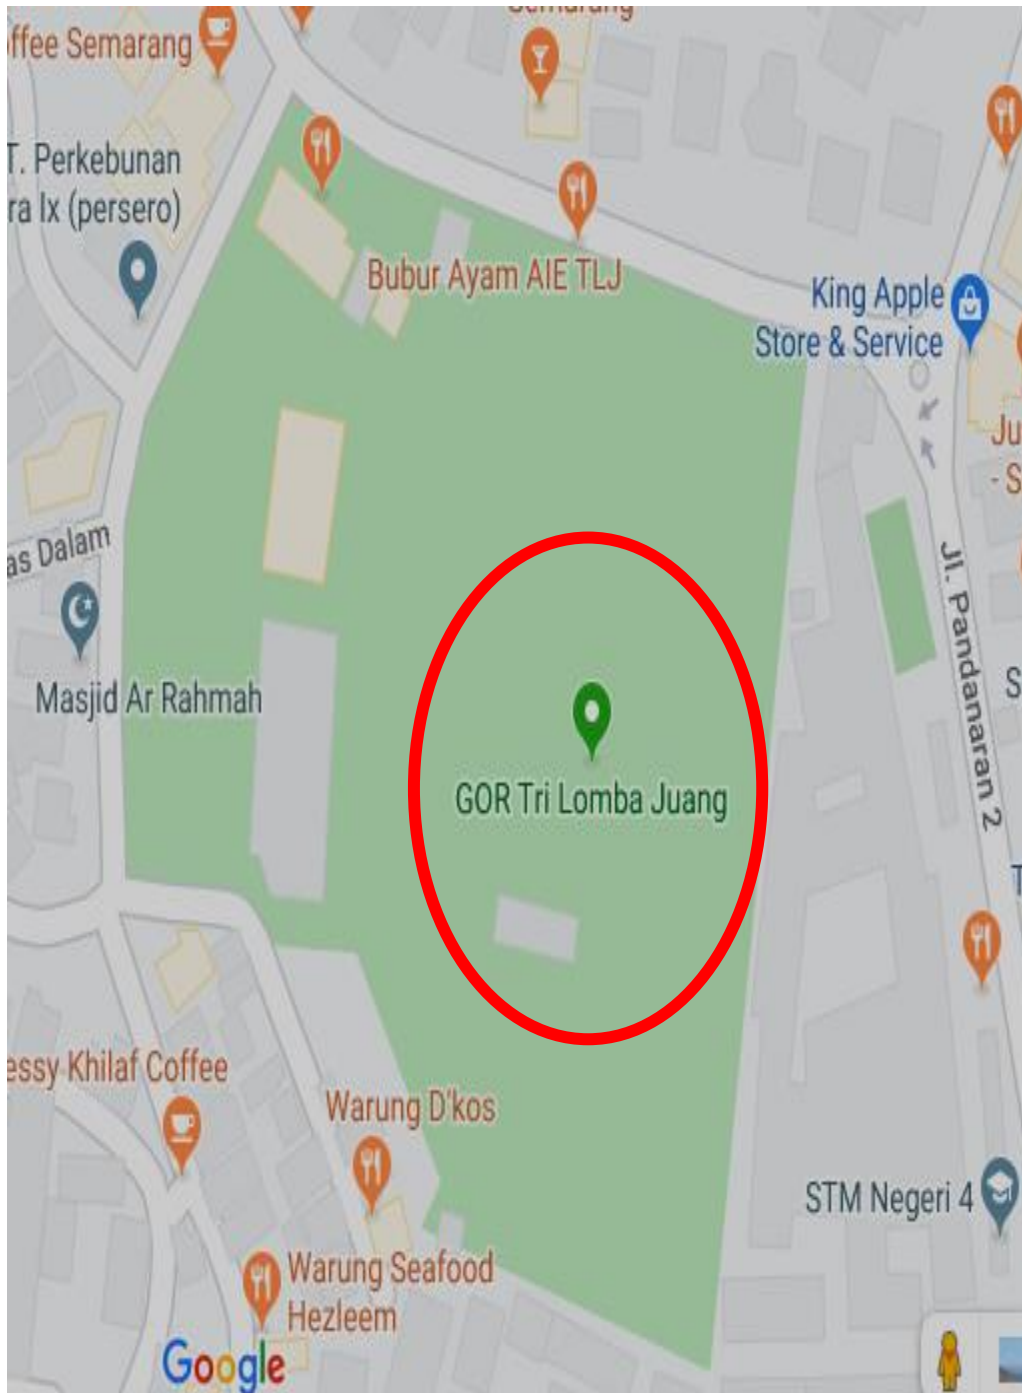 ffee Semarang
Semarang
T. Perkebunan
ra Ix (persero)
Bubur Ayam AIE TLJ
King Apple
Store & Service
Ju
- S
as Dalam
Jl. Pandanaran 2
Masjid Ar Rahmah
S
GOR Tri Lomba Juang
T
essy Khilaf Coffee
Warung D'kos
STM Negeri 4
Warung Seafood
Hezleem
Google